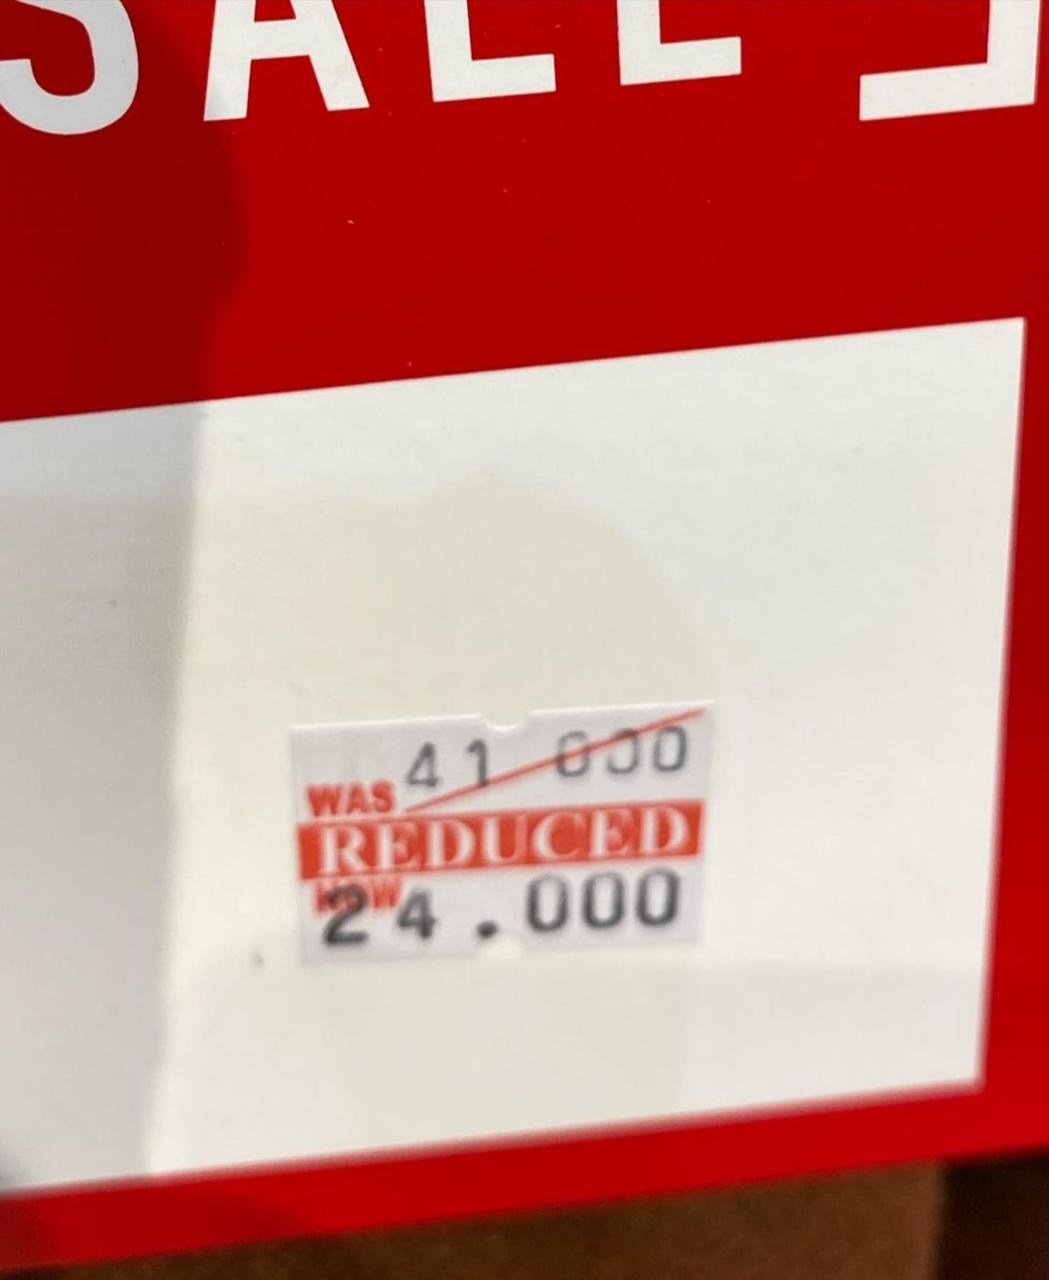 SALE
41 000
WAS
REDUCED
NOW
24.000